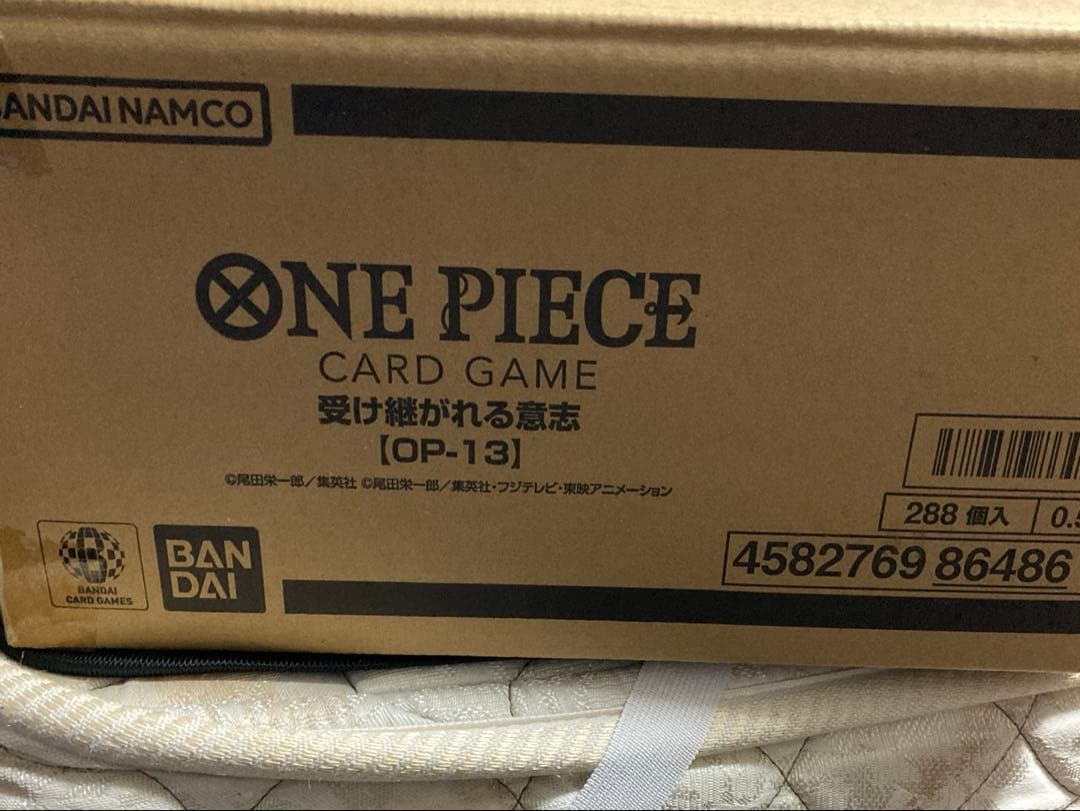 BANDAI NAMCO
ONE PIECE
CARD GAME
受け継がれる意志
【OP-13】
©尾田栄一郎／集英社 ©尾田栄一郎／集英社・フジテレビ・東映アニメーション
288 個入
4582769 86486
BANDAI
CARD GAMES
BAN
DAI